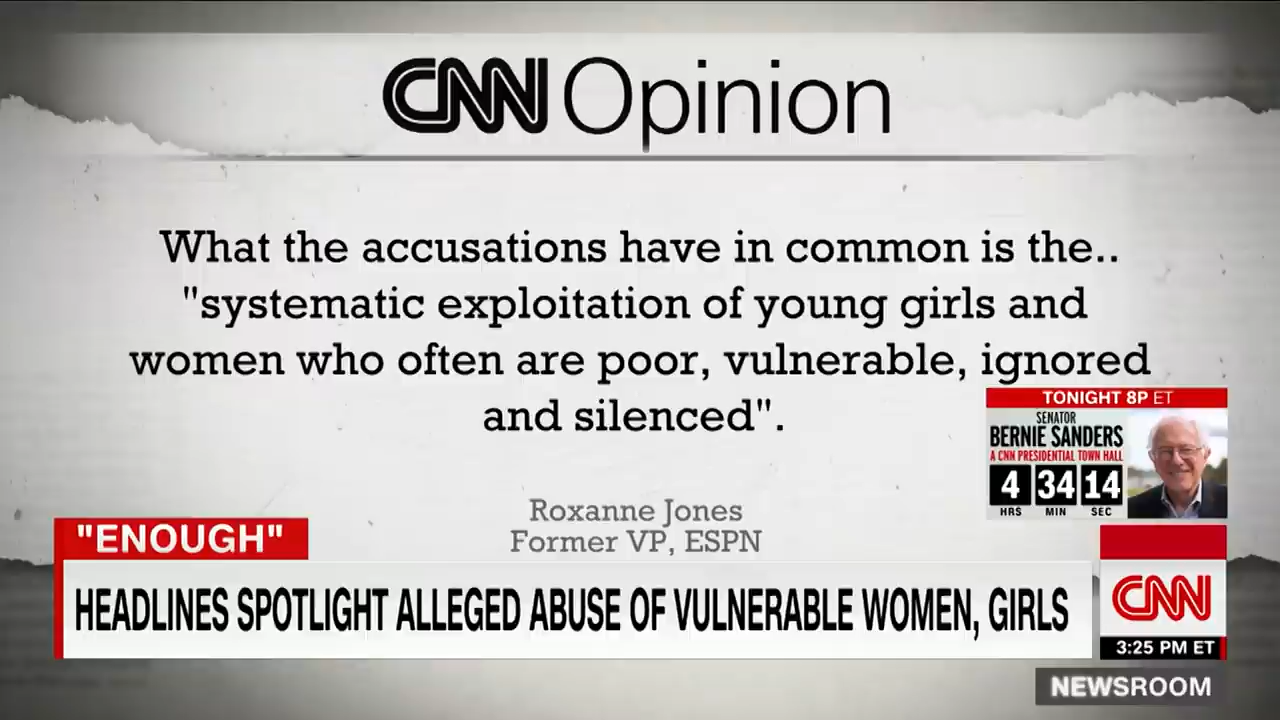 CNN Opinion
What the accusations have in common is the..
"systematic exploitation of young girls and
women who often are poor, vulnerable, ignored
and silenced".
Roxanne Jones
Former VP, ESPN
TONIGHT 8P ET
SENATOR
BERNIE SANDERS
A CNN PRESIDENTIAL TOWN HALL
4 34 14
HRS MIN SEC
"ENOUGH"
HEADLINES SPOTLIGHT ALLEGED ABUSE OF VULNERABLE WOMEN, GIRLS
CNN
3:25 PM ET
NEWSROOM